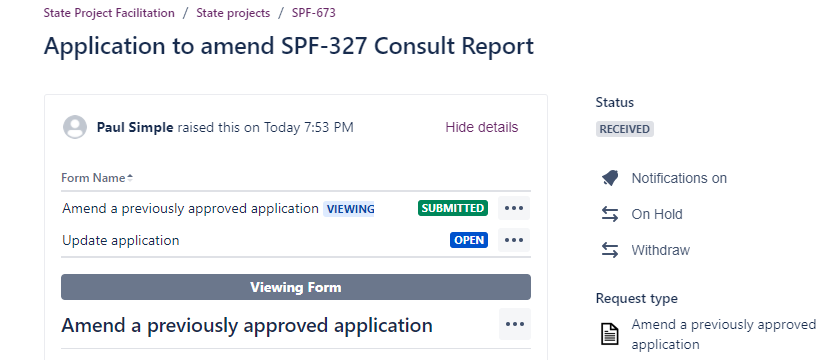 State Project Facilitation / State projects / SPF-673
Application to amend SPF-327 Consult Report
Paul Simple raised this on Today 7:53 PM
Hide details
Form Name
Amend a previously approved application VIEWING SUBMITTED
Update application OPEN
Viewing Form
Amend a previously approved application
Status
RECEIVED
Notifications on
On Hold
Withdraw
Request type
Amend a previously approved
application